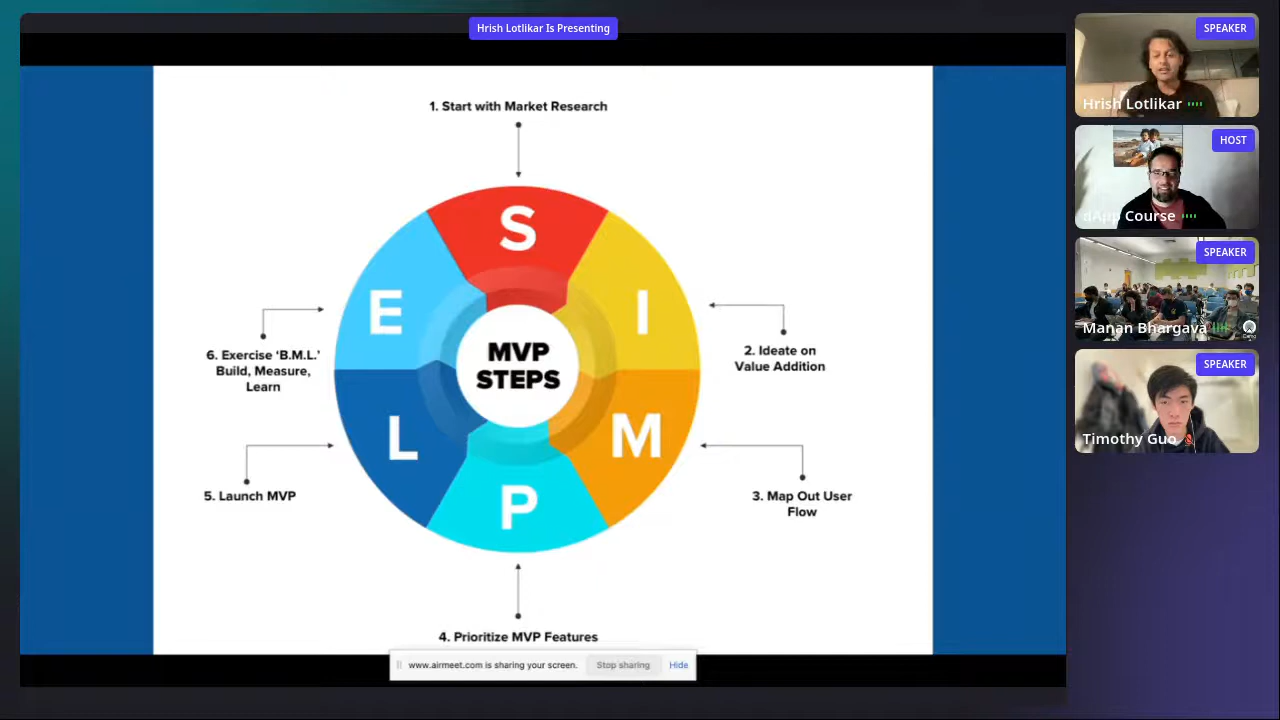 Hrish Lotlikar Is Presenting
1. Start with Market Research
S
I
M
P
L
E
MVP
STEPS
2. Ideate on
Value Addition
3. Map Out User
Flow
4. Prioritize MVP Features
5. Launch MVP
6. Exercise ‘B.M.L.’
Build, Measure,
Learn
www.airmeet.com is sharing your screen.
Stop sharing
Hide
SPEAKER
Hrish Lotlikar
HOST
dApp Course
SPEAKER
Manan Bhargava
SPEAKER
Timothy Guo